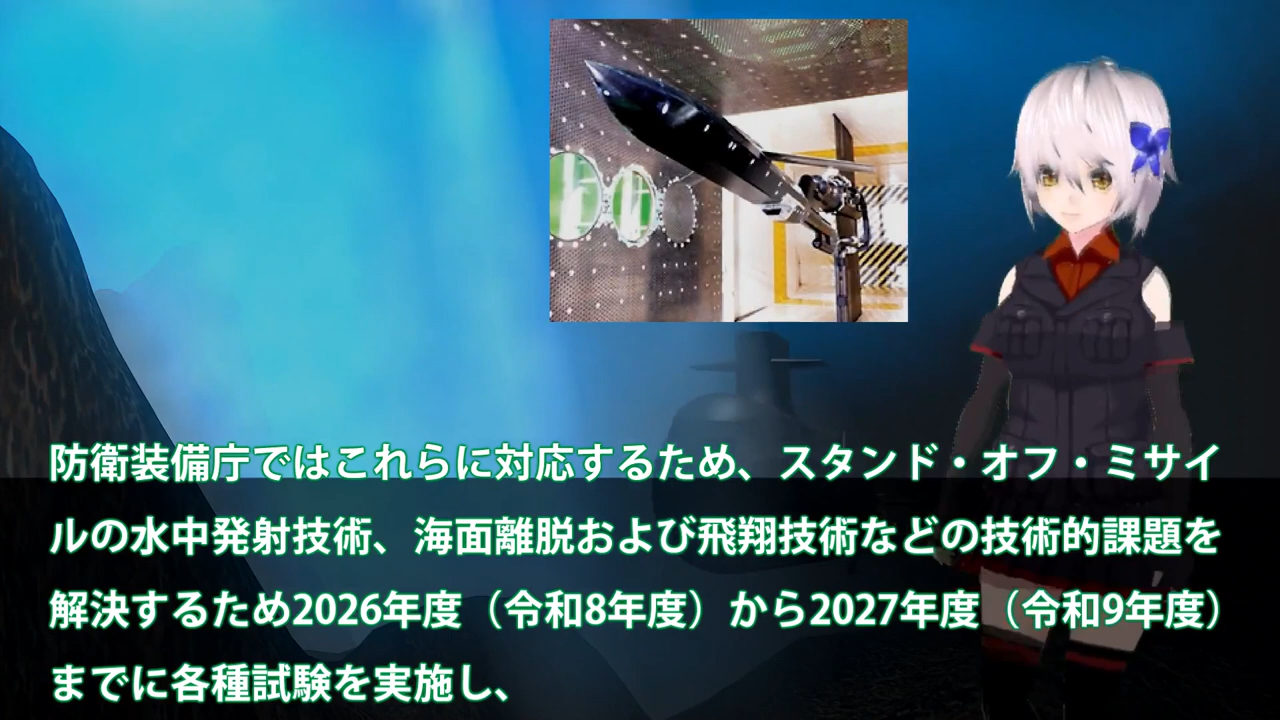 防衛装備庁ではこれらに対応するため、スタンド・オフ・ミサイ
ルの水中発射技術、海面離脱および飛翔技術などの技術的課題を
解決するため2026年度（令和8年度）から2027年度（令和9年度）
までに各種試験を実施し、